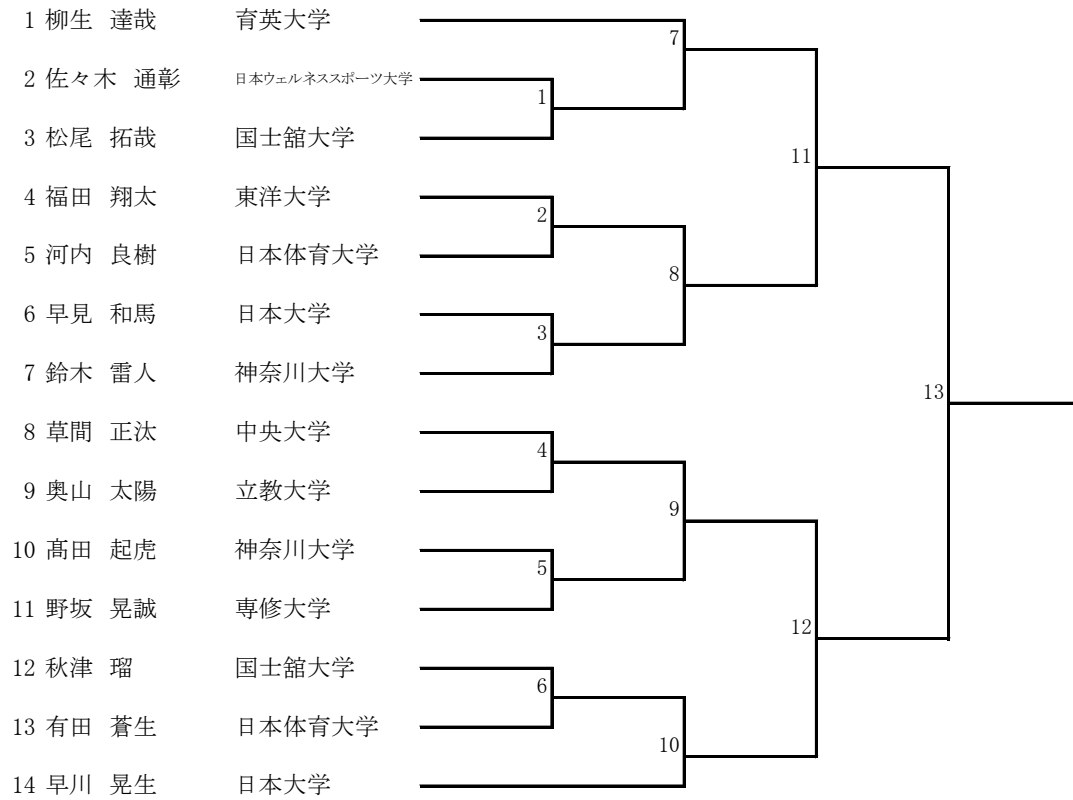 1 柳生 達哉 育英大学
7
2 佐々木 通彰 日本ウェルネススポーツ大学
1
3 松尾 拓哉 国士舘大学
11
4 福田 翔太 東洋大学
2
5 河内 良樹 日本体育大学
8
6 早見 和馬 日本大学
3
7 鈴木 雷人 神奈川大学
13
8 草間 正汰 中央大学
4
9 奥山 太陽 立教大学
9
10 髙田 起虎 神奈川大学
5
11 野坂 晃誠 専修大学
12
12 秋津 瑠 国士舘大学
6
13 有田 蒼生 日本体育大学
10
14 早川 晃生 日本大学